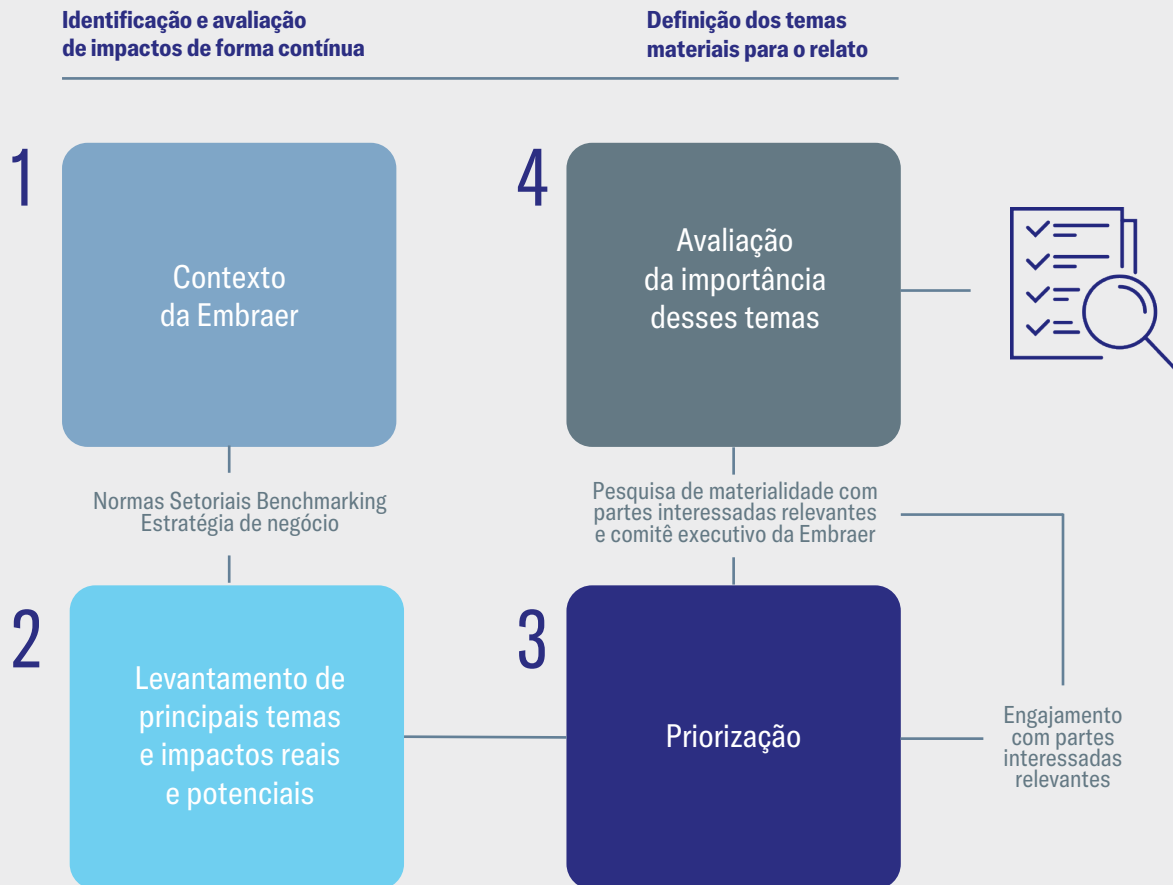 Identificação e avaliação
de impactos de forma contínua
Definição dos temas
materiais para o relato
1
Contexto
da Embraer
4
Avaliação
da importância
desses temas
Normas Setoriais Benchmarking
Estratégia de negócio
Pesquisa de materialidade com
partes interessadas relevantes
e comitê executivo da Embraer
2
Levantamento de
principais temas
e impactos reais
e potenciais
3
Priorização
Engajamento
com partes
interessadas
relevantes